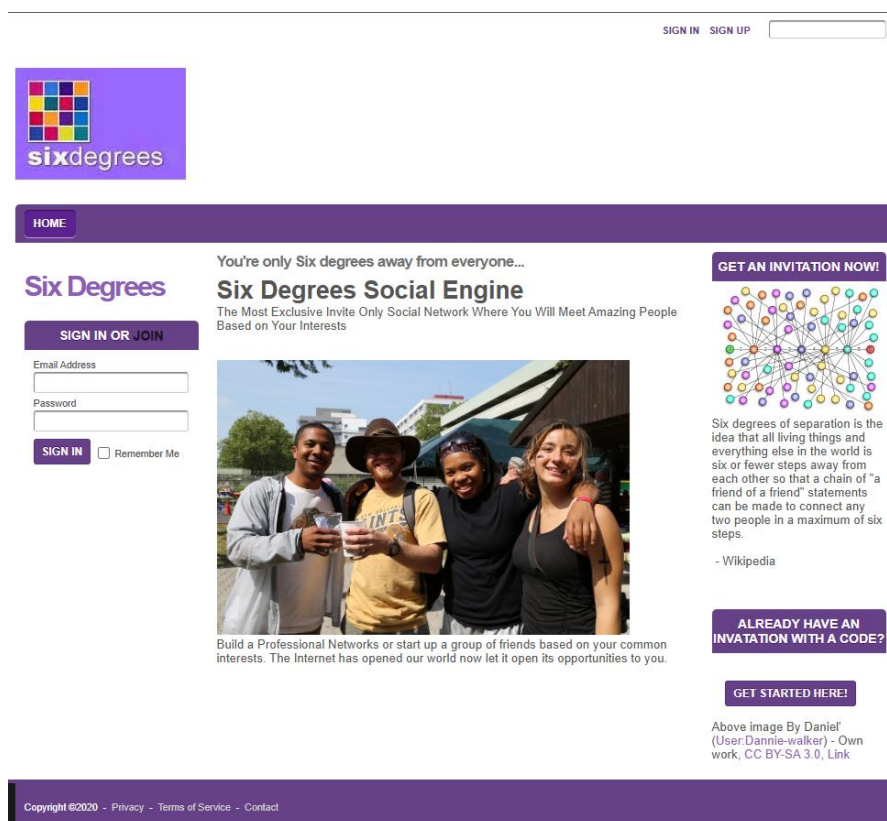 SIGN IN SIGN UP
sixdegrees
HOME
Six Degrees
SIGN IN OR JOIN
Email Address
Password
SIGN IN Remember Me
You're only Six degrees away from everyone...
Six Degrees Social Engine
The Most Exclusive Invite Only Social Network Where You Will Meet Amazing People
Based on Your Interests
Build a Professional Networks or start up a group of friends based on your common
interests. The Internet has opened our world now let it open its opportunities to you.
GET AN INVITATION NOW!
Six degrees of separation is the
idea that all living things and
everything else in the world is
six or fewer steps away from
each other so that a chain of "a
friend of a friend" statements
can be made to connect any
two people in a maximum of six
steps.
- Wikipedia
ALREADY HAVE AN
INVATATION WITH A CODE?
GET STARTED HERE!
Above image By Daniel'
(User:Dannie-walker) - Own
work, CC BY-SA 3.0, Link
Copyright ©2020 - Privacy - Terms of Service - Contact